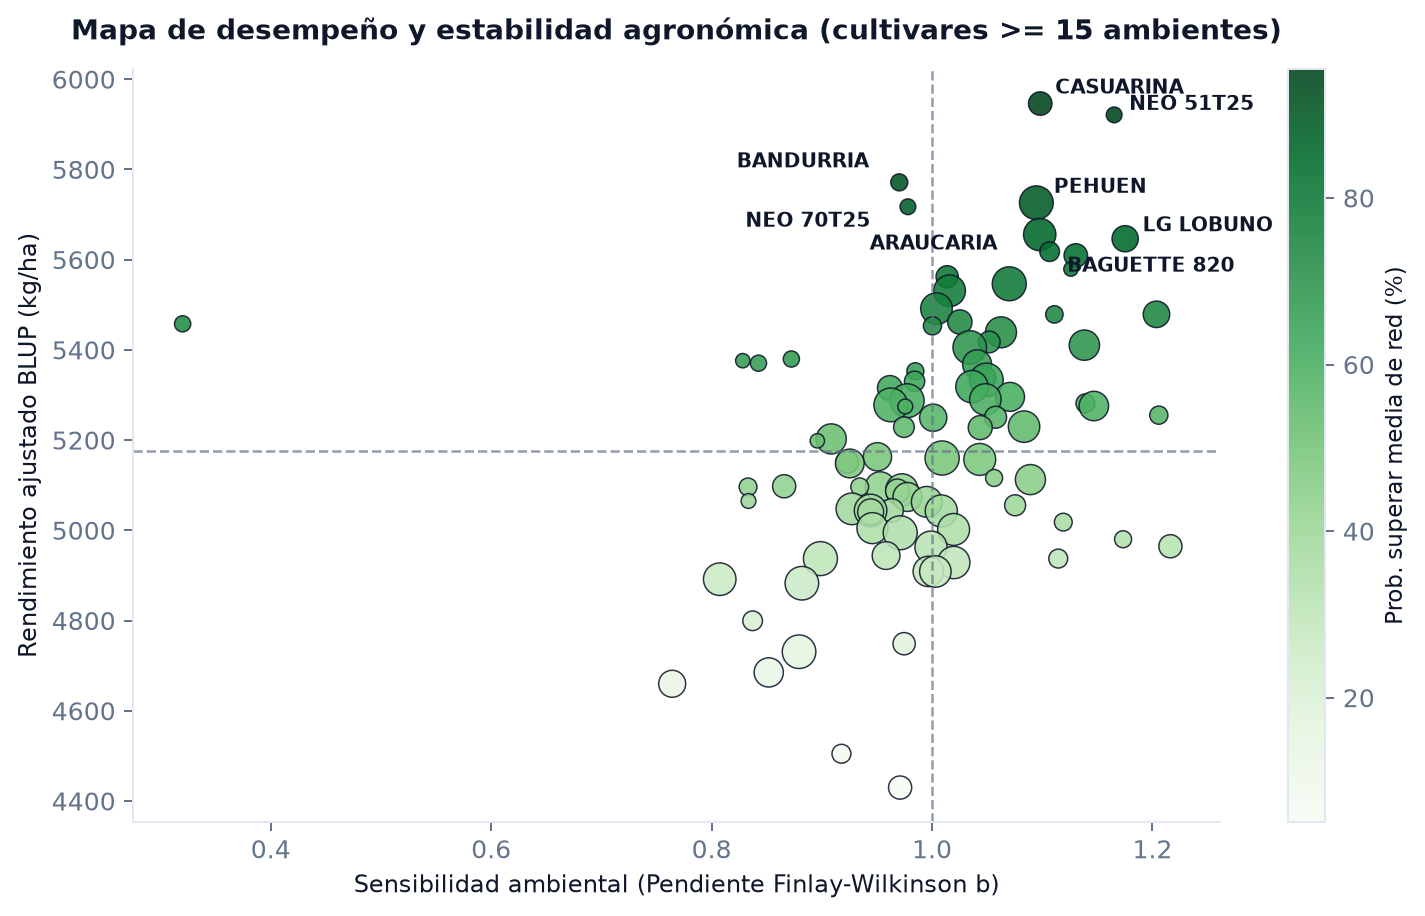 Mapa de desempeño y estabilidad agronómica (cultivares >= 15 ambientes)
Rendimiento ajustado BLUP (kg/ha)
6000
5800
5600
5400
5200
5000
4800
4600
4400
CASUARINA
NEO 51T25
BANDURRIA
PEHUEN
NEO 70T25
LG LOBUNO
ARAUCARIA
BAGUETTE 820
0.4
0.6
0.8
1.0
1.2
Sensibilidad ambiental (Pendiente Finlay-Wilkinson b)
80
60
40
20
Prob. superar media de red (%)